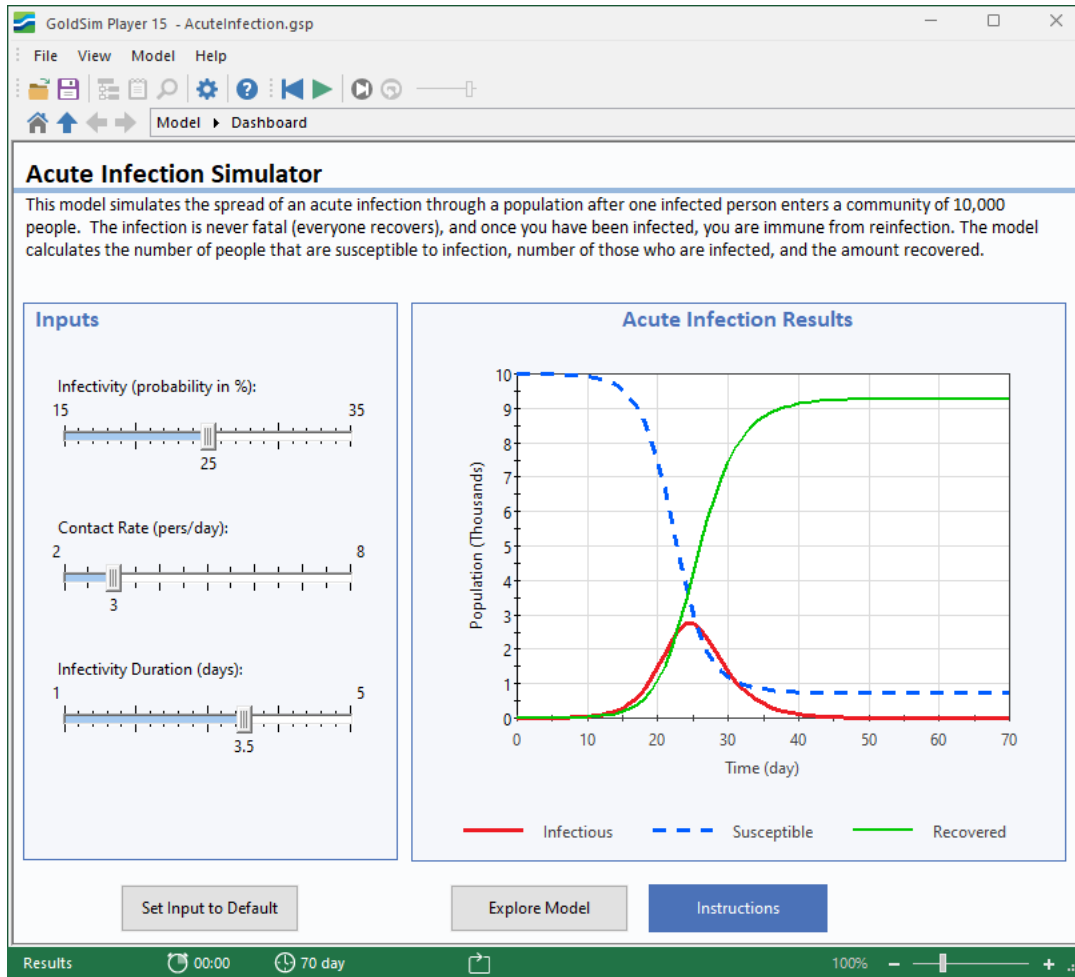 GoldSim Player 15 - AcuteInfection.gsp
File View Model Help
Model Dashboard
Acute Infection Simulator
This model simulates the spread of an acute infection through a population after one infected person enters a community of 10,000
people. The infection is never fatal (everyone recovers), and once you have been infected, you are immune from reinfection. The model
calculates the number of people that are susceptible to infection, number of those who are infected, and the amount recovered.
Inputs
Infectivity (probability in %):
15 35
25
Contact Rate (pers/day):
2 8
3
Infectivity Duration (days):
1 5
3.5
Acute Infection Results
Population (Thousands)
10
9
8
7
6
5
4
3
2
1
0
0 10 20 30 40 50 60 70
Time (day)
Infectious Susceptible Recovered
Set Input to Default
Explore Model
Instructions
Results 00:00 70 day 100%